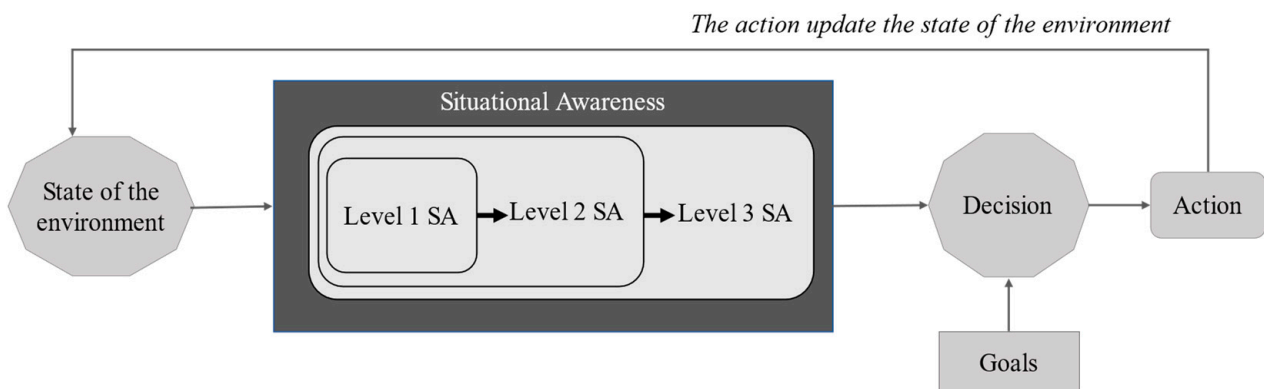 The action update the state of the environment
Situational Awareness
State of the
environment
Level 1 SA
Level 2 SA
Level 3 SA
Decision
Action
Goals